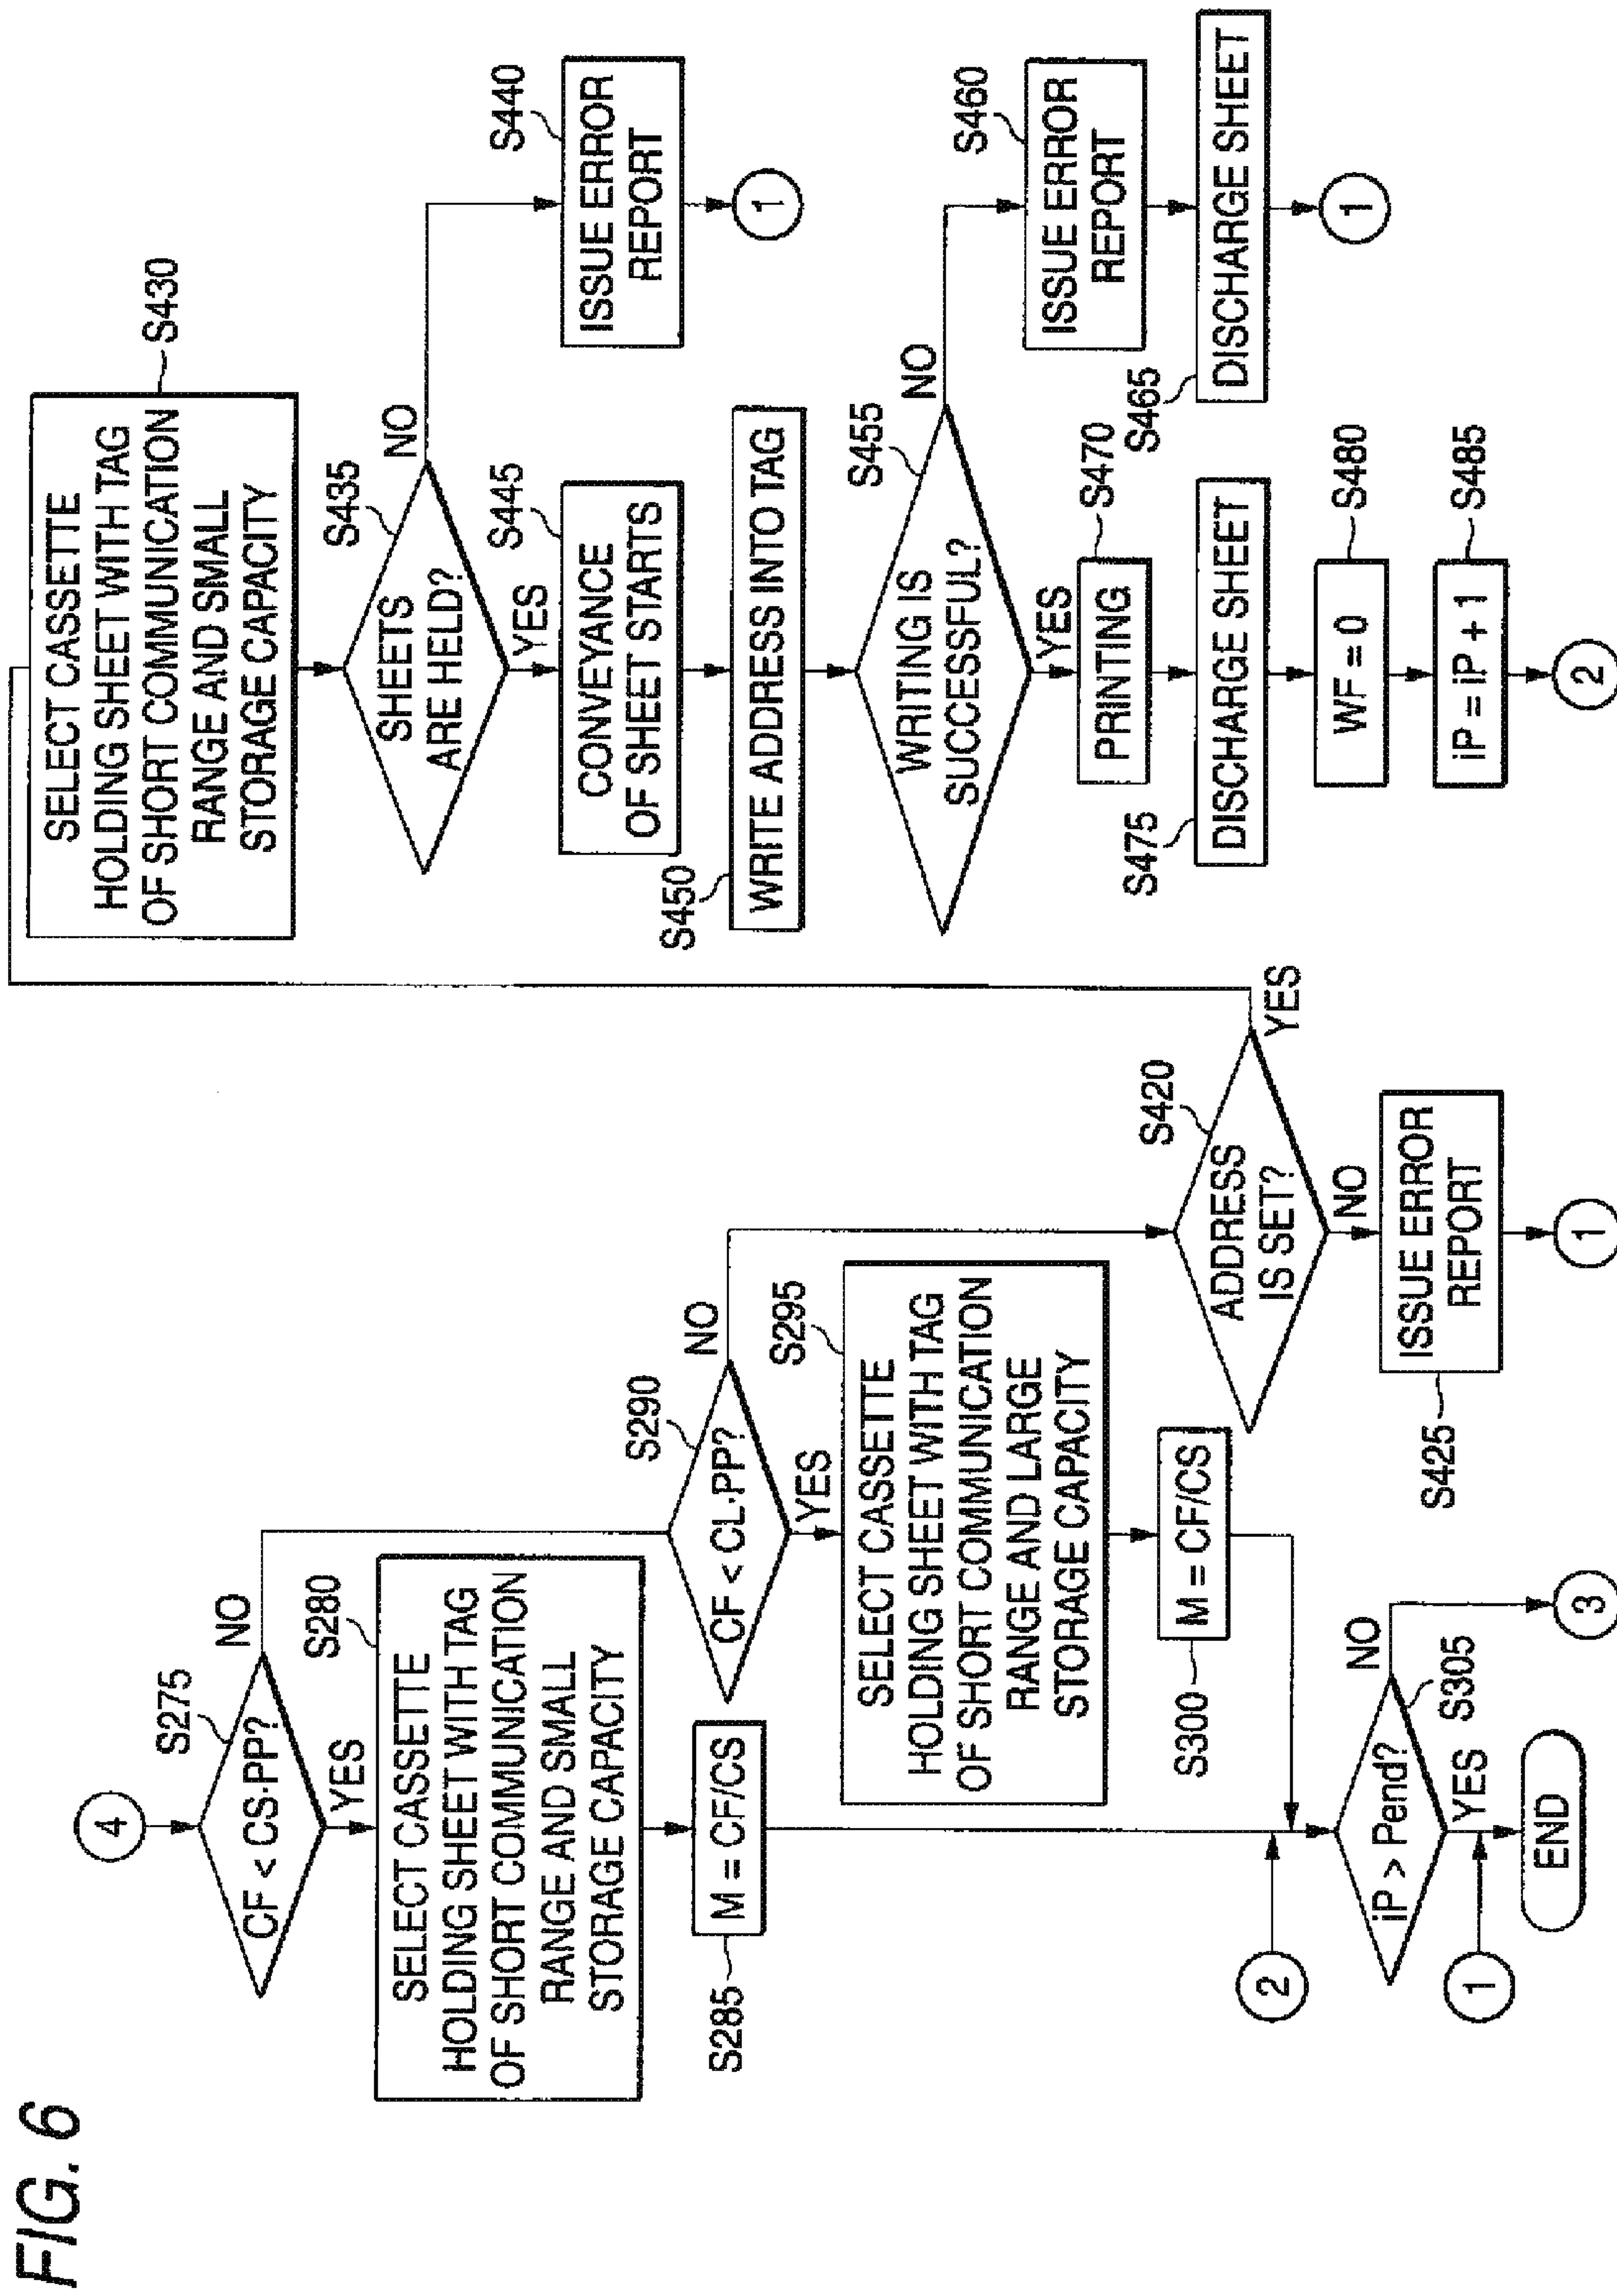 FIG. 6
4
CF < CS·PP?
S275
NO
YES
SELECT CASSETTE
HOLDING SHEET WITH TAG
OF SHORT COMMUNICATION
RANGE AND SMALL
STORAGE CAPACITY
S280
M = CF/CS
S285
CF < CL·PP?
S290
NO
YES
SELECT CASSETTE
HOLDING SHEET WITH TAG
OF SHORT COMMUNICATION
RANGE AND LARGE
STORAGE CAPACITY
S295
M = CF/CS
S300
2
iP > Pend?
S305
NO
3
YES
1
END
ADDRESS
IS SET?
S420
YES
NO
ISSUE ERROR
REPORT
S425
1
SELECT CASSETTE
HOLDING SHEET WITH TAG
OF SHORT COMMUNICATION
RANGE AND SMALL
STORAGE CAPACITY
S430
SHEETS
ARE HELD?
S435
NO
YES
ISSUE ERROR
REPORT
S440
1
CONVEYANCE
OF SHEET STARTS
S445
WRITE ADDRESS INTO TAG
S450
WRITING IS
SUCCESSFUL?
S455
NO
YES
ISSUE ERROR
REPORT
S460
DISCHARGE SHEET
S465
1
PRINTING
S470
DISCHARGE SHEET
S475
WF = 0
S480
iP = iP + 1
S485
2